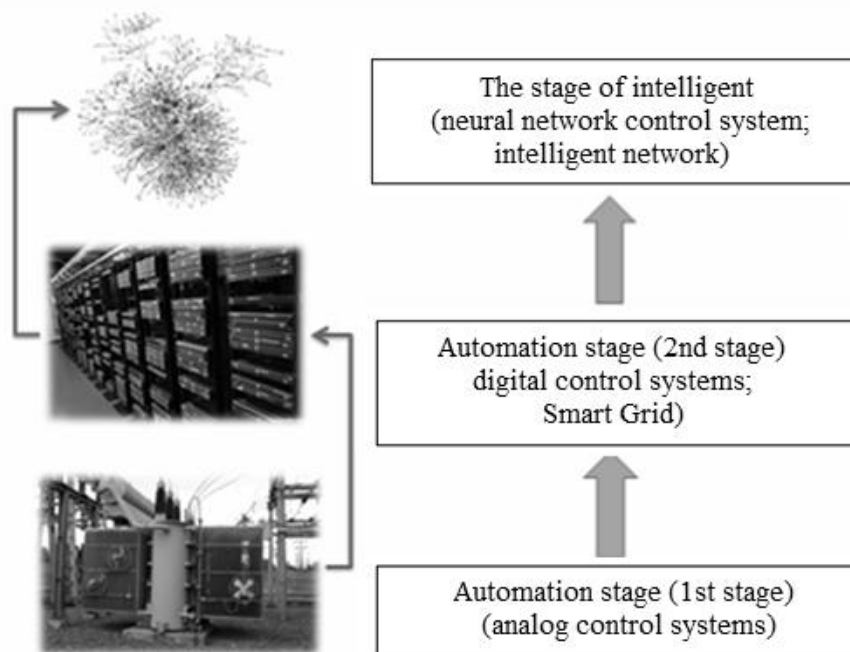 The stage of intelligent
(neural network control system;
intelligent network)
Automation stage (2nd stage)
digital control systems;
Smart Grid)
Automation stage (1st stage)
(analog control systems)